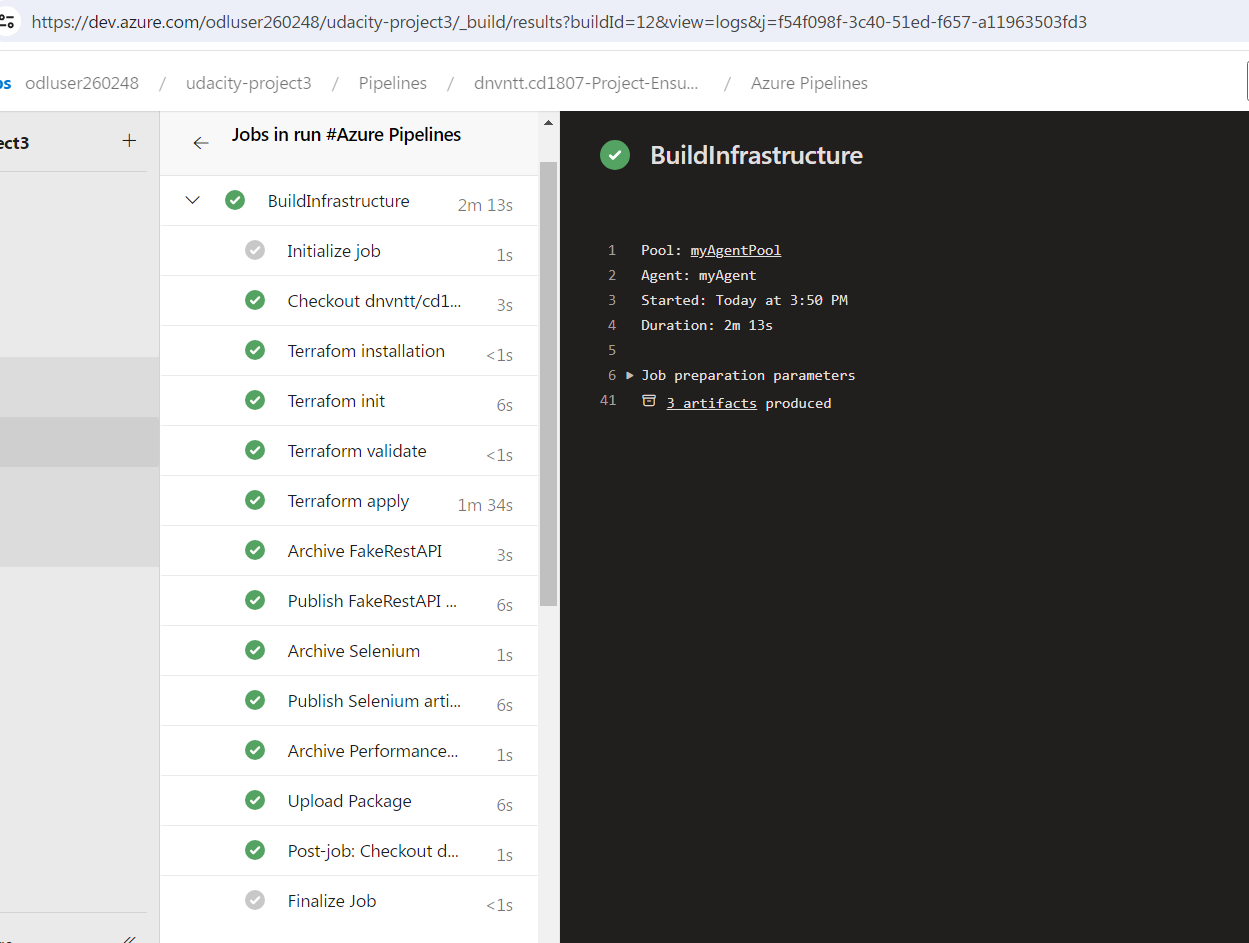 https://dev.azure.com/odluser260248/udacity-project3/_build/results?buildId=12&view=logs&j=f54f098f-3c40-51ed-f657-a11963503fd3
os odluser260248 / udacity-project3 / Pipelines / dnvntt.cd1807-Project-Ensu... / Azure Pipelines
ect3 +
Jobs in run #Azure Pipelines
BuildInfrastructure 2m 13s
Initialize job 1s
Checkout dnvntt/cd1... 3s
Terrafom installation <1s
Terrafom init 6s
Terraform validate <1s
Terraform apply 1m 34s
Archive FakeRestAPI 3s
Publish FakeRestAPI ... 6s
Archive Selenium 1s
Publish Selenium arti... 6s
Archive Performance... 1s
Upload Package 6s
Post-job: Checkout d... 1s
Finalize Job <1s
BuildInfrastructure
1 Pool: myAgentPool
2 Agent: myAgent
3 Started: Today at 3:50 PM
4 Duration: 2m 13s
5
6 Job preparation parameters
41 3 artifacts produced